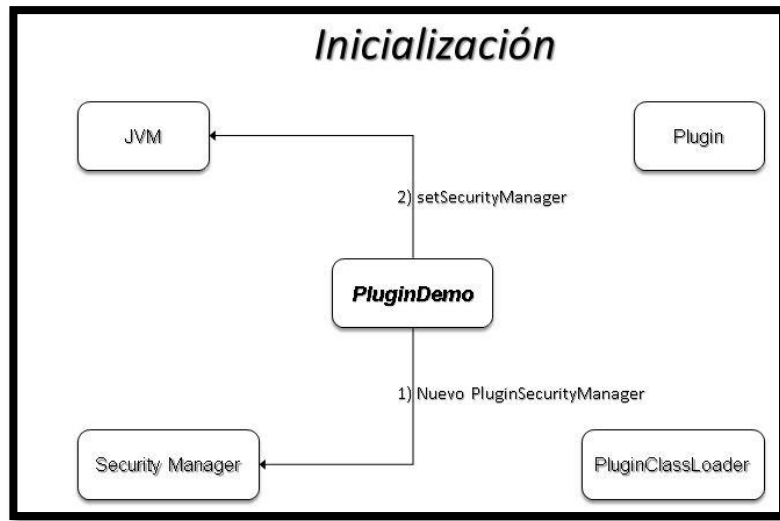 Inicialización
JVM
Plugin
2) setSecurityManager
PluginDemo
1) Nuevo PluginSecurityManager
Security Manager
PluginClassLoader